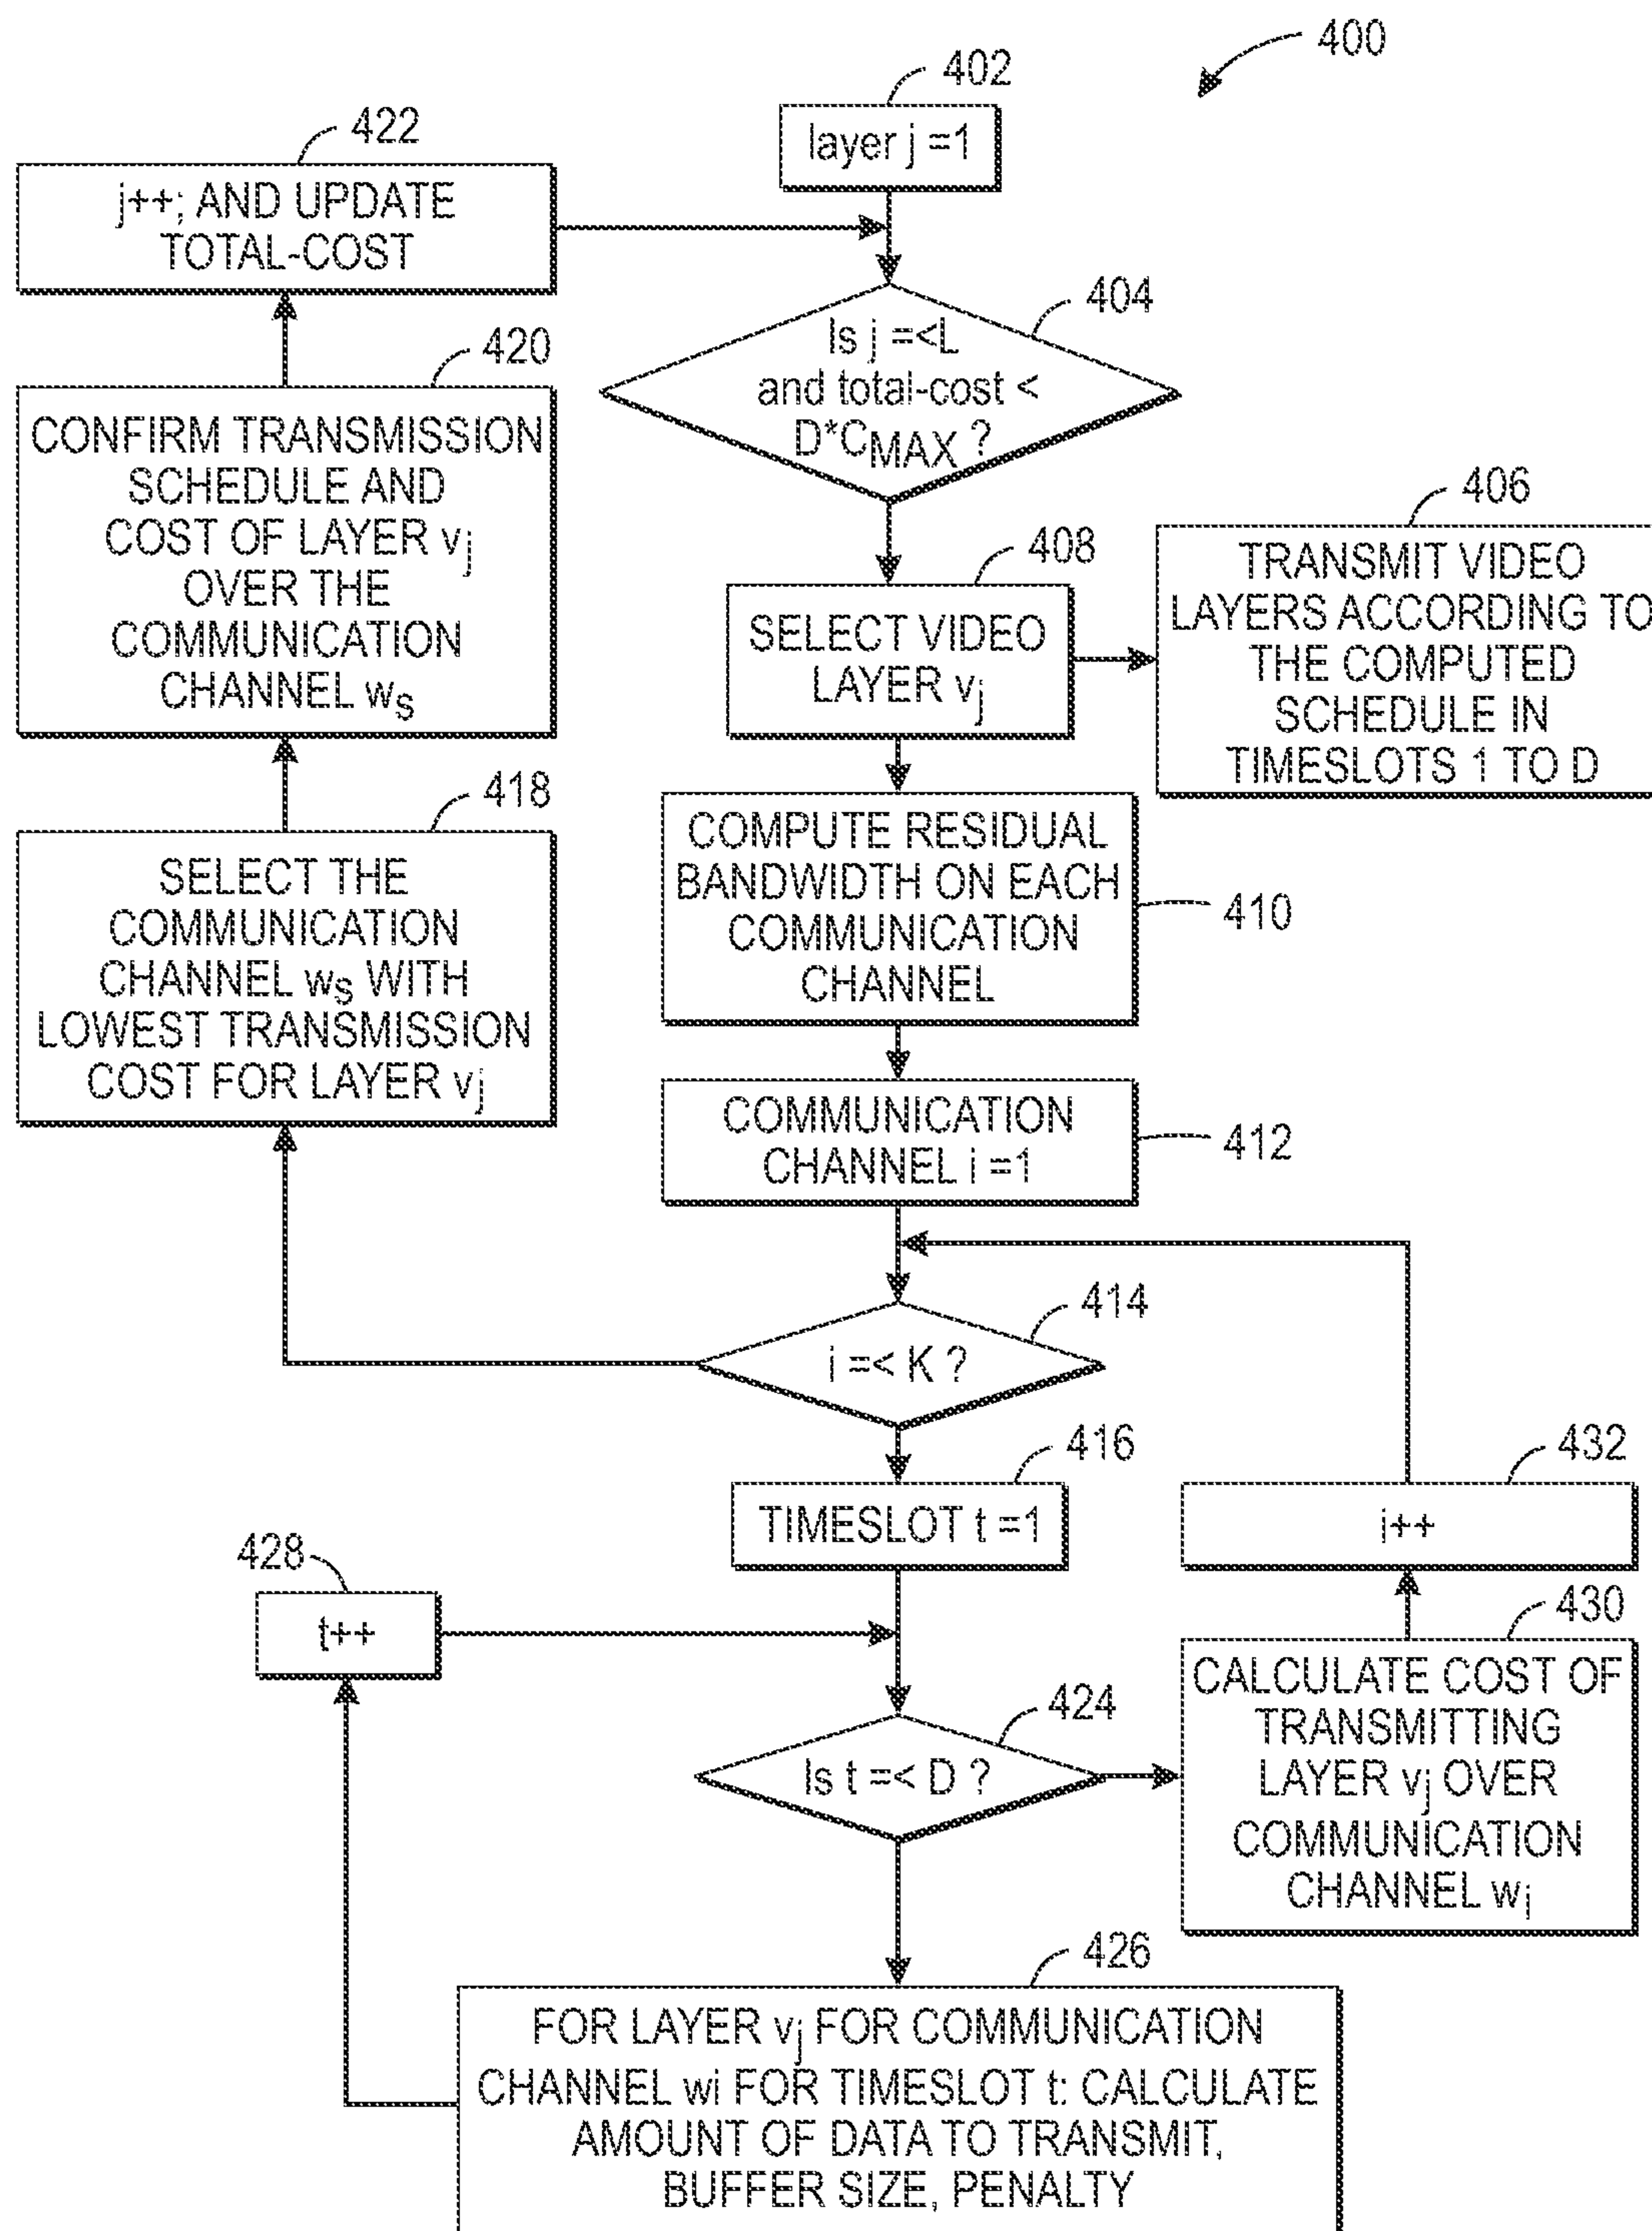 400
402
layer j =1
422
j++; AND UPDATE
TOTAL-COST
404
Is j =<L
and total-cost <
D*CMAX ?
420
CONFIRM TRANSMISSION
SCHEDULE AND
COST OF LAYER vj
OVER THE
COMMUNICATION
CHANNEL ws
406
TRANSMIT VIDEO
LAYERS ACCORDING TO
THE COMPUTED
SCHEDULE IN
TIMESLOTS 1 TO D
408
SELECT VIDEO
LAYER vj
418
SELECT THE
COMMUNICATION
CHANNEL ws WITH
LOWEST TRANSMISSION
COST FOR LAYER vj
COMPUTE RESIDUAL
BANDWIDTH ON EACH
COMMUNICATION
CHANNEL
410
COMMUNICATION
CHANNEL i =1
412
414
i =< K ?
416
TIMESLOT t =1
432
i++
428
t++
424
Is t =< D ?
430
CALCULATE COST OF
TRANSMITTING
LAYER vj OVER
COMMUNICATION
CHANNEL wi
426
FOR LAYER vj FOR COMMUNICATION
CHANNEL wi FOR TIMESLOT t: CALCULATE
AMOUNT OF DATA TO TRANSMIT,
BUFFER SIZE, PENALTY